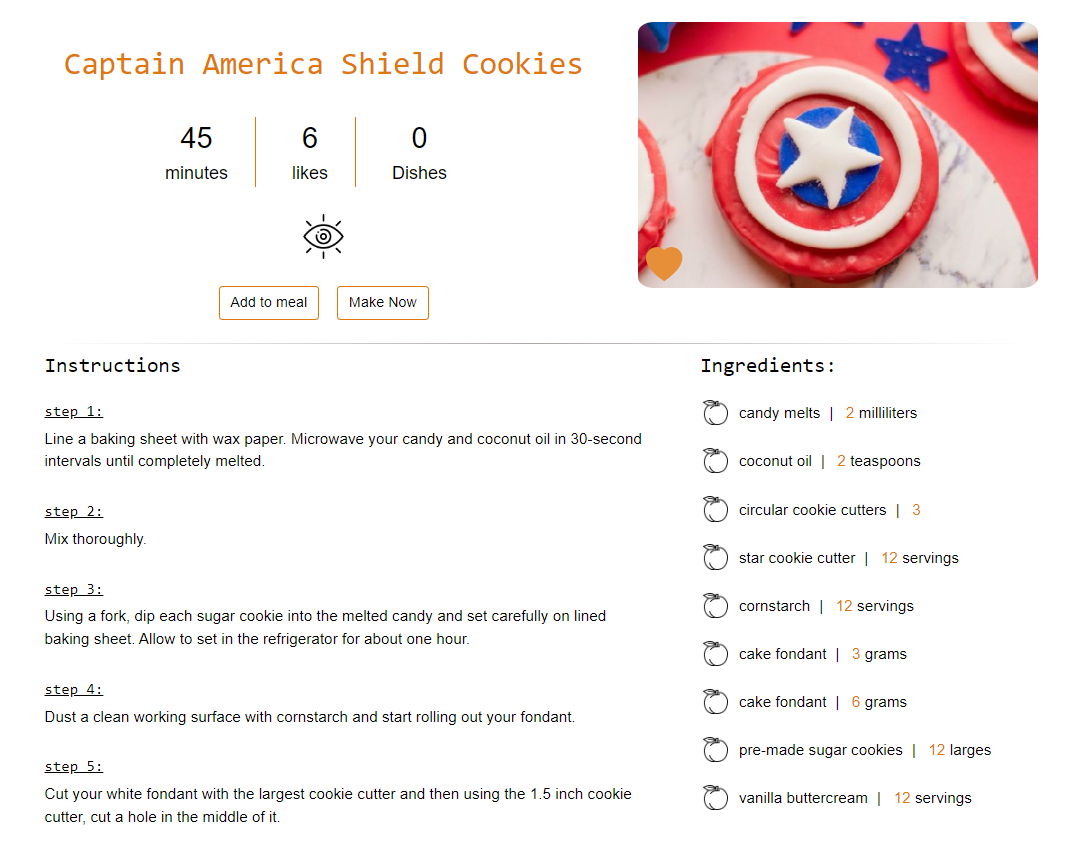 Captain America Shield Cookies
45
minutes
6
likes
0
Dishes
Add to meal
Make Now
Instructions
step 1:
Line a baking sheet with wax paper. Microwave your candy and coconut oil in 30-second
intervals until completely melted.
step 2:
Mix thoroughly.
step 3:
Using a fork, dip each sugar cookie into the melted candy and set carefully on lined
baking sheet. Allow to set in the refrigerator for about one hour.
step 4:
Dust a clean working surface with cornstarch and start rolling out your fondant.
step 5:
Cut your white fondant with the largest cookie cutter and then using the 1.5 inch cookie
cutter, cut a hole in the middle of it.
Ingredients:
candy melts | 2 milliliters
coconut oil | 2 teaspoons
circular cookie cutters | 3
star cookie cutter | 12 servings
cornstarch | 12 servings
cake fondant | 3 grams
cake fondant | 6 grams
pre-made sugar cookies | 12 larges
vanilla buttercream | 12 servings